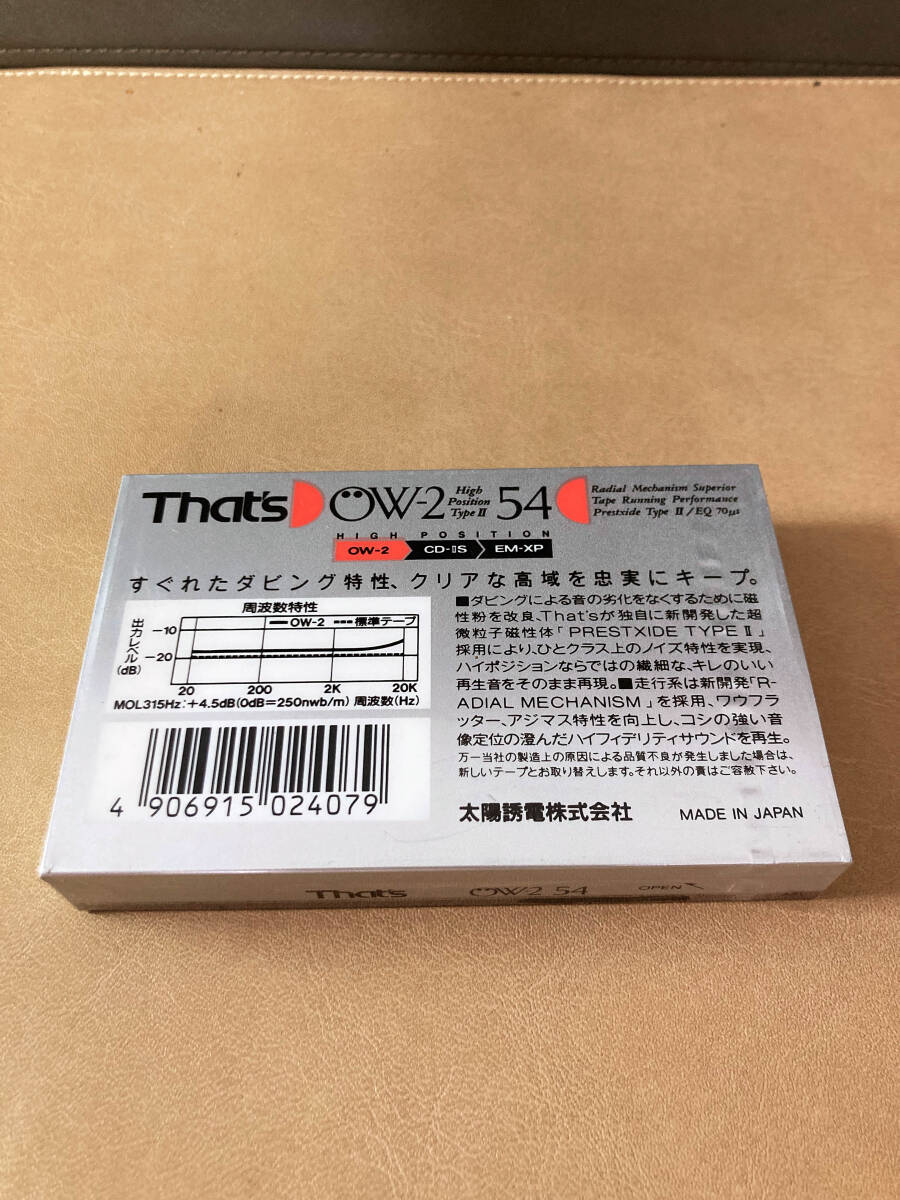 That's ÖW-2 High Position Type II 54
Radial Mechanism Superior
Tape Running Performance
Prestxide Type II/EQ 70μs
HIGH POSITION
OW-2 CD-IIS EM-XP
すぐれたダビング特性、クリアな高域を忠実にキープ。
周波数特性
OW-2 標準テープ
出力レベル(dB)
-10
-20
20 200 2K 20K
MOL315Hz:+4.5dB(0dB=250nwb/m) 周波数(Hz)
■ダビングによる音の劣化をなくするために磁
性粉を改良、That'sが独自に新開発した超
微粒子磁性体「PRESTXIDE TYPE II」
採用により、ひとクラス上のノイズ特性を実現、
ハイポジションならではの繊細な、キレのいい
再生音をそのまま再現。■走行系は新開発「R-
ADIAL MECHANISM」を採用、ワウフラ
ッター、アジマス特性を向上し、コシの強い音
像定位の澄んだハイフィデリティサウンドを再生。
万一当社の製造上の原因による品質不良が発生しました場合は、
新しいテープとお取り替えします。それ以外の責はご容赦下さい。
4 906915 024079
太陽誘電株式会社 MADE IN JAPAN
That's ÖW-2 54 OPEN